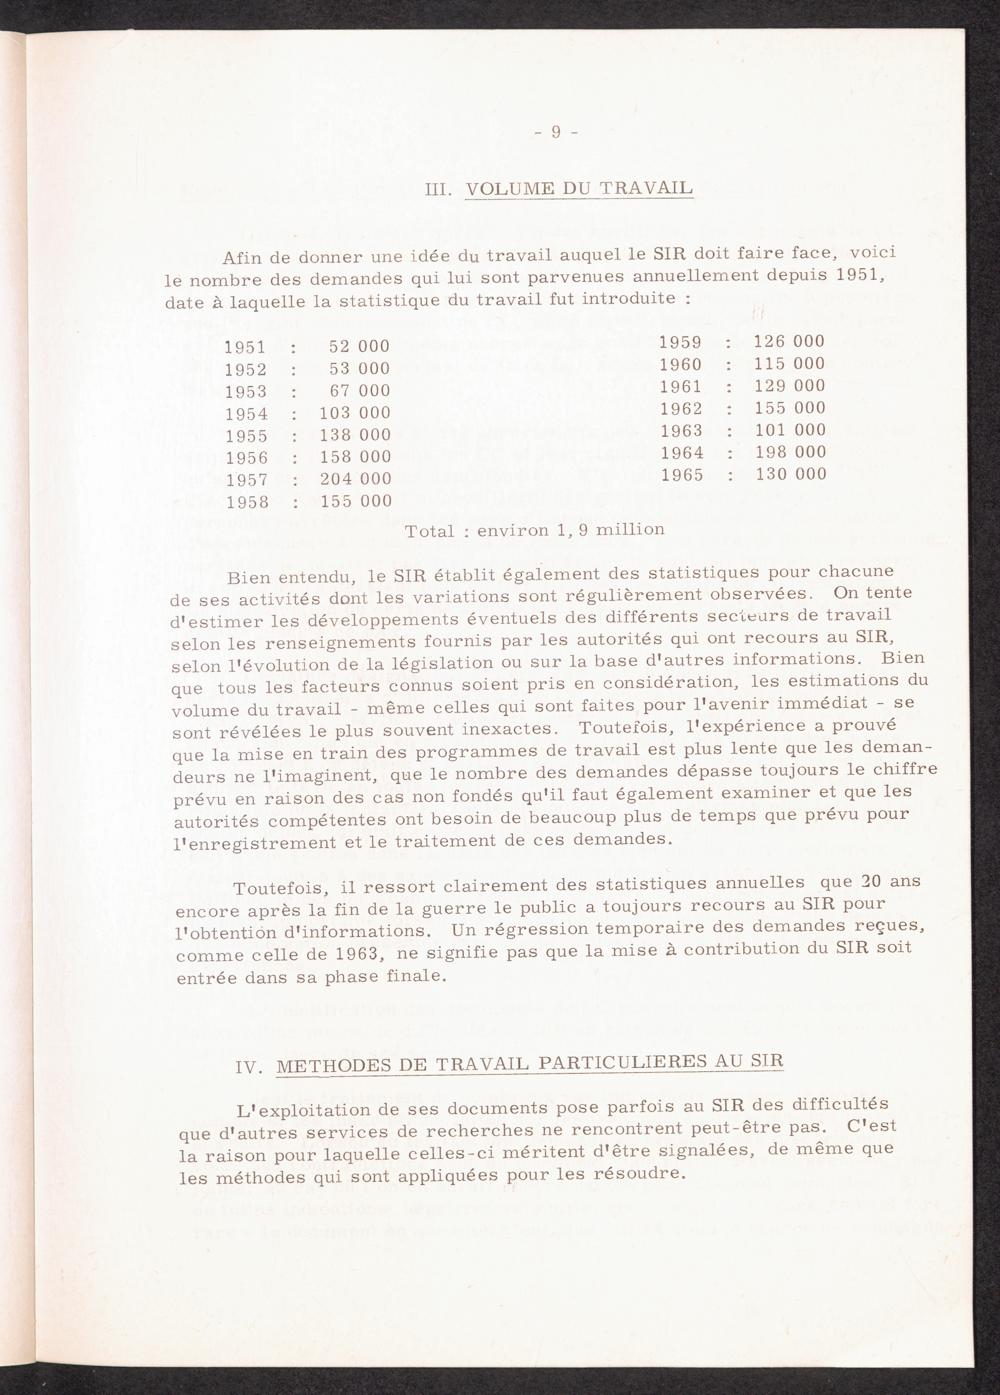 - 9 -
III. VOLUME DU TRAVAIL
Afin de donner une idée du travail auquel le SIR doit faire face, voici
le nombre des demandes qui lui sont parvenues annuellement depuis 1951,
date à laquelle la statistique du travail fut introduite :
1951 : 52 000
1952 : 53 000
1953 : 67 000
1954 : 103 000
1955 : 138 000
1956 : 158 000
1957 : 204 000
1958 : 155 000
1959 : 126 000
1960 : 115 000
1961 : 129 000
1962 : 155 000
1963 : 101 000
1964 : 198 000
1965 : 130 000
Total : environ 1, 9 million
Bien entendu, le SIR établit également des statistiques pour chacune
de ses activités dont les variations sont régulièrement observées. On tente
d'estimer les développements éventuels des différents secteurs de travail
selon les renseignements fournis par les autorités qui ont recours au SIR,
selon l'évolution de la législation ou sur la base d'autres informations. Bien
que tous les facteurs connus soient pris en considération, les estimations du
volume du travail - même celles qui sont faites pour l'avenir immédiat - se
sont révélées le plus souvent inexactes. Toutefois, l'expérience a prouvé
que la mise en train des programmes de travail est plus lente que les deman-
deurs ne l'imaginent, que le nombre des demandes dépasse toujours le chiffre
prévu en raison des cas non fondés qu'il faut également examiner et que les
autorités compétentes ont besoin de beaucoup plus de temps que prévu pour
l'enregistrement et le traitement de ces demandes.
Toutefois, il ressort clairement des statistiques annuelles que 20 ans
encore après la fin de la guerre le public a toujours recours au SIR pour
l'obtention d'informations. Un régression temporaire des demandes reçues,
comme celle de 1963, ne signifie pas que la mise à contribution du SIR soit
entrée dans sa phase finale.
IV. METHODES DE TRAVAIL PARTICULIERES AU SIR
L'exploitation de ses documents pose parfois au SIR des difficultés
que d'autres services de recherches ne rencontrent peut-être pas. C'est
la raison pour laquelle celles-ci méritent d'être signalées, de même que
les méthodes qui sont appliquées pour les résoudre.